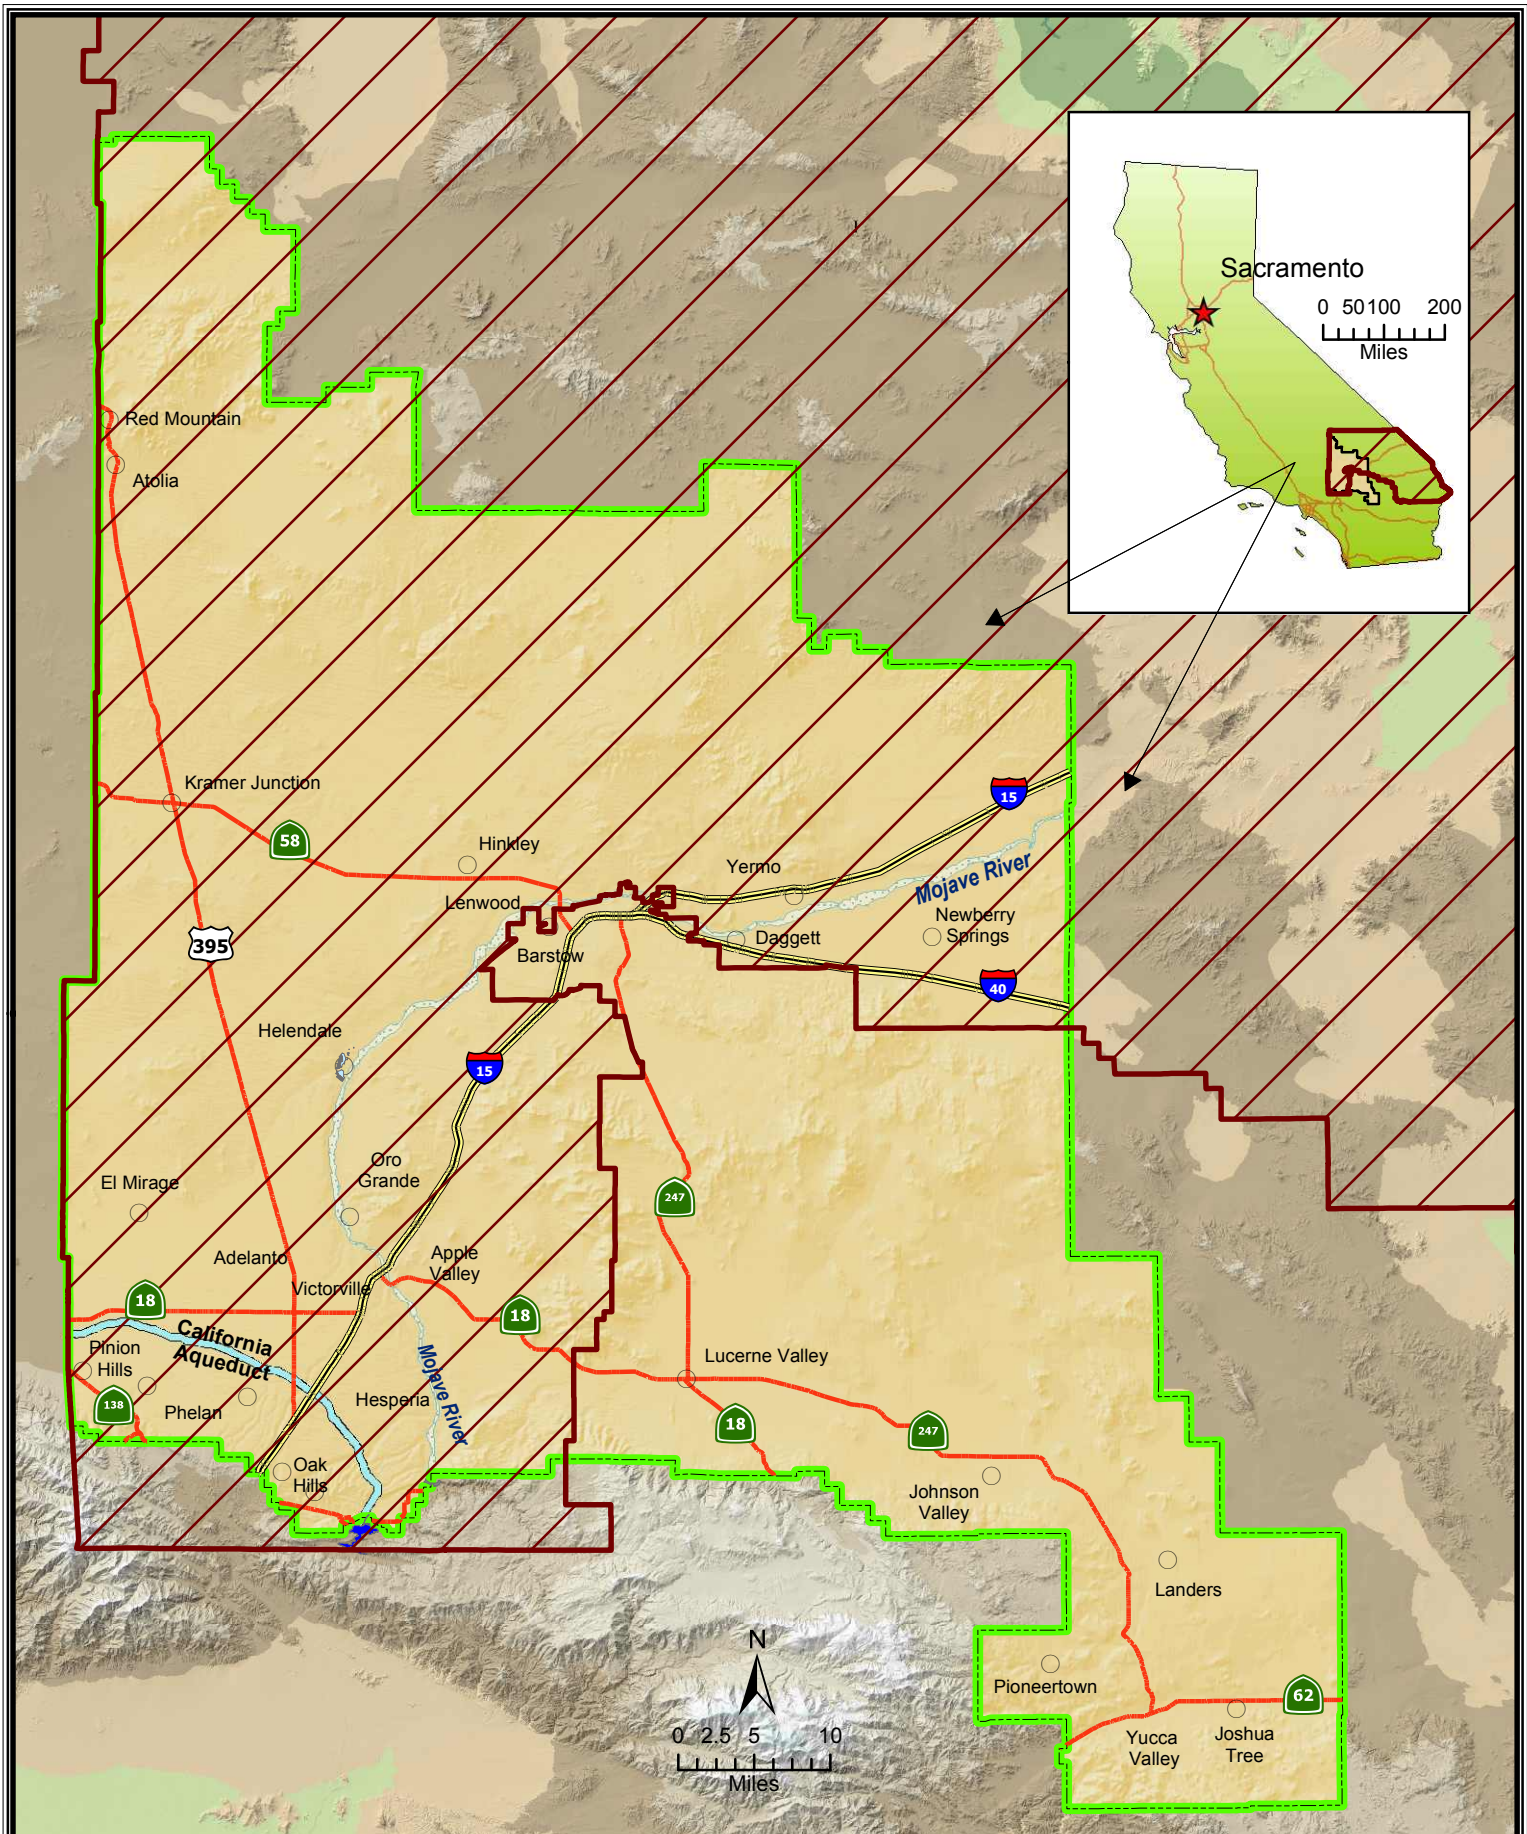 Sacramento
0 50 100 200
Miles
Red Mountain
Atolia
Kramer Junction
58
15
Hinkley
Yermo
Mojave River
Lenwood
Newberry
Springs
395
Daggett
Barstow
40
Helendale
15
Oro
Grande
El Mirage
247
Adelanto
Apple
Valley
Victorville
18
18
California
Aqueduct
Pinion
Hills
Lucerne Valley
Mojave River
138
Hesperia
Phelan
18
247
Oak
Hills
Johnson
Valley
Landers
N
Pioneertown
62
0 2.5 5 10
Miles
Yucca
Valley
Joshua
Tree